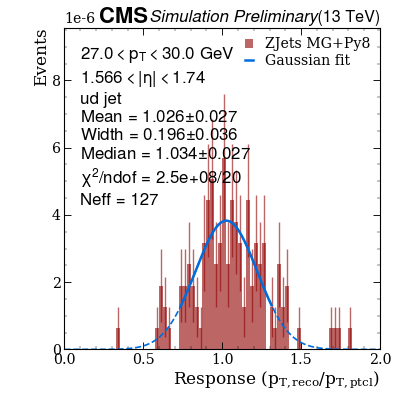 1e-6 CMS Simulation Preliminary (13 TeV)
Events
ZJets MG+Py8
Gaussian fit
27.0 < pT < 30.0 GeV
1.566 < |η| < 1.74
ud jet
Mean = 1.026±0.027
Width = 0.196±0.036
Median = 1.034±0.027
χ²/ndof = 2.5e+08/20
Neff = 127
8
6
4
2
0
0.0 0.5 1.0 1.5 2.0
Response (pT,reco/pT,ptcl)